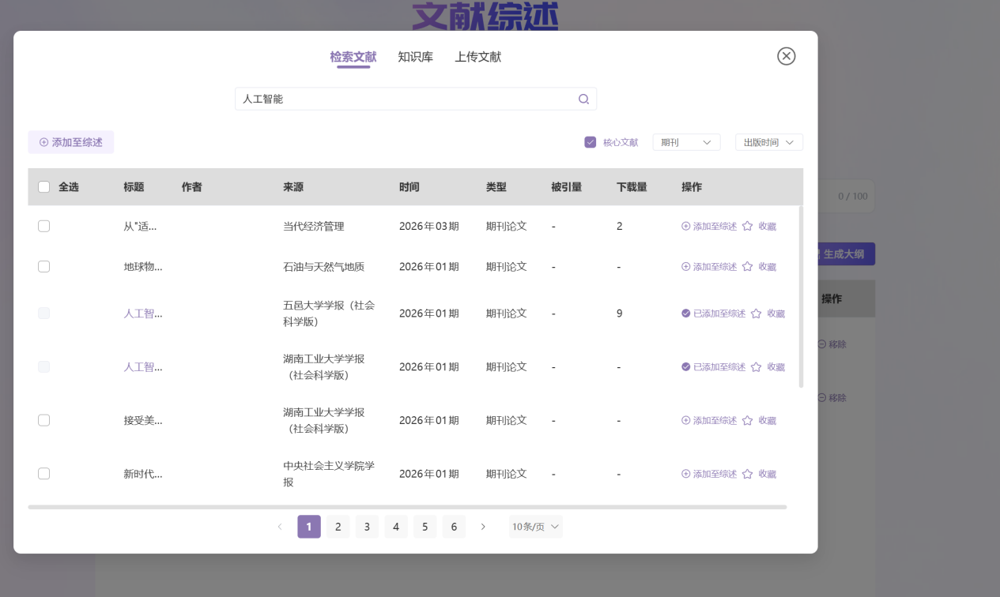 文献综述
检索文献 知识库 上传文献
人工智能
添加至综述 核心文献 期刊 出版时间
全选 标题 作者 来源 时间 类型 被引量 下载量 操作
从"适... 当代经济管理 2026年03期 期刊论文 - 2 添加至综述 收藏
地球物... 石油与天然气地质 2026年01期 期刊论文 - - 添加至综述 收藏
人工智... 五邑大学学报（社会
科学版） 2026年01期 期刊论文 - 9 已添加至综述 收藏
人工智... 湖南工业大学学报
（社会科学版） 2026年01期 期刊论文 - - 已添加至综述 收藏
接受美... 湖南工业大学学报
（社会科学版） 2026年01期 期刊论文 - - 添加至综述 收藏
新时代... 中央社会主义学院学
报 2026年01期 期刊论文 - - 添加至综述 收藏
1 2 3 4 5 6 10条/页
0 / 100
生成大纲
操作
移除
移除